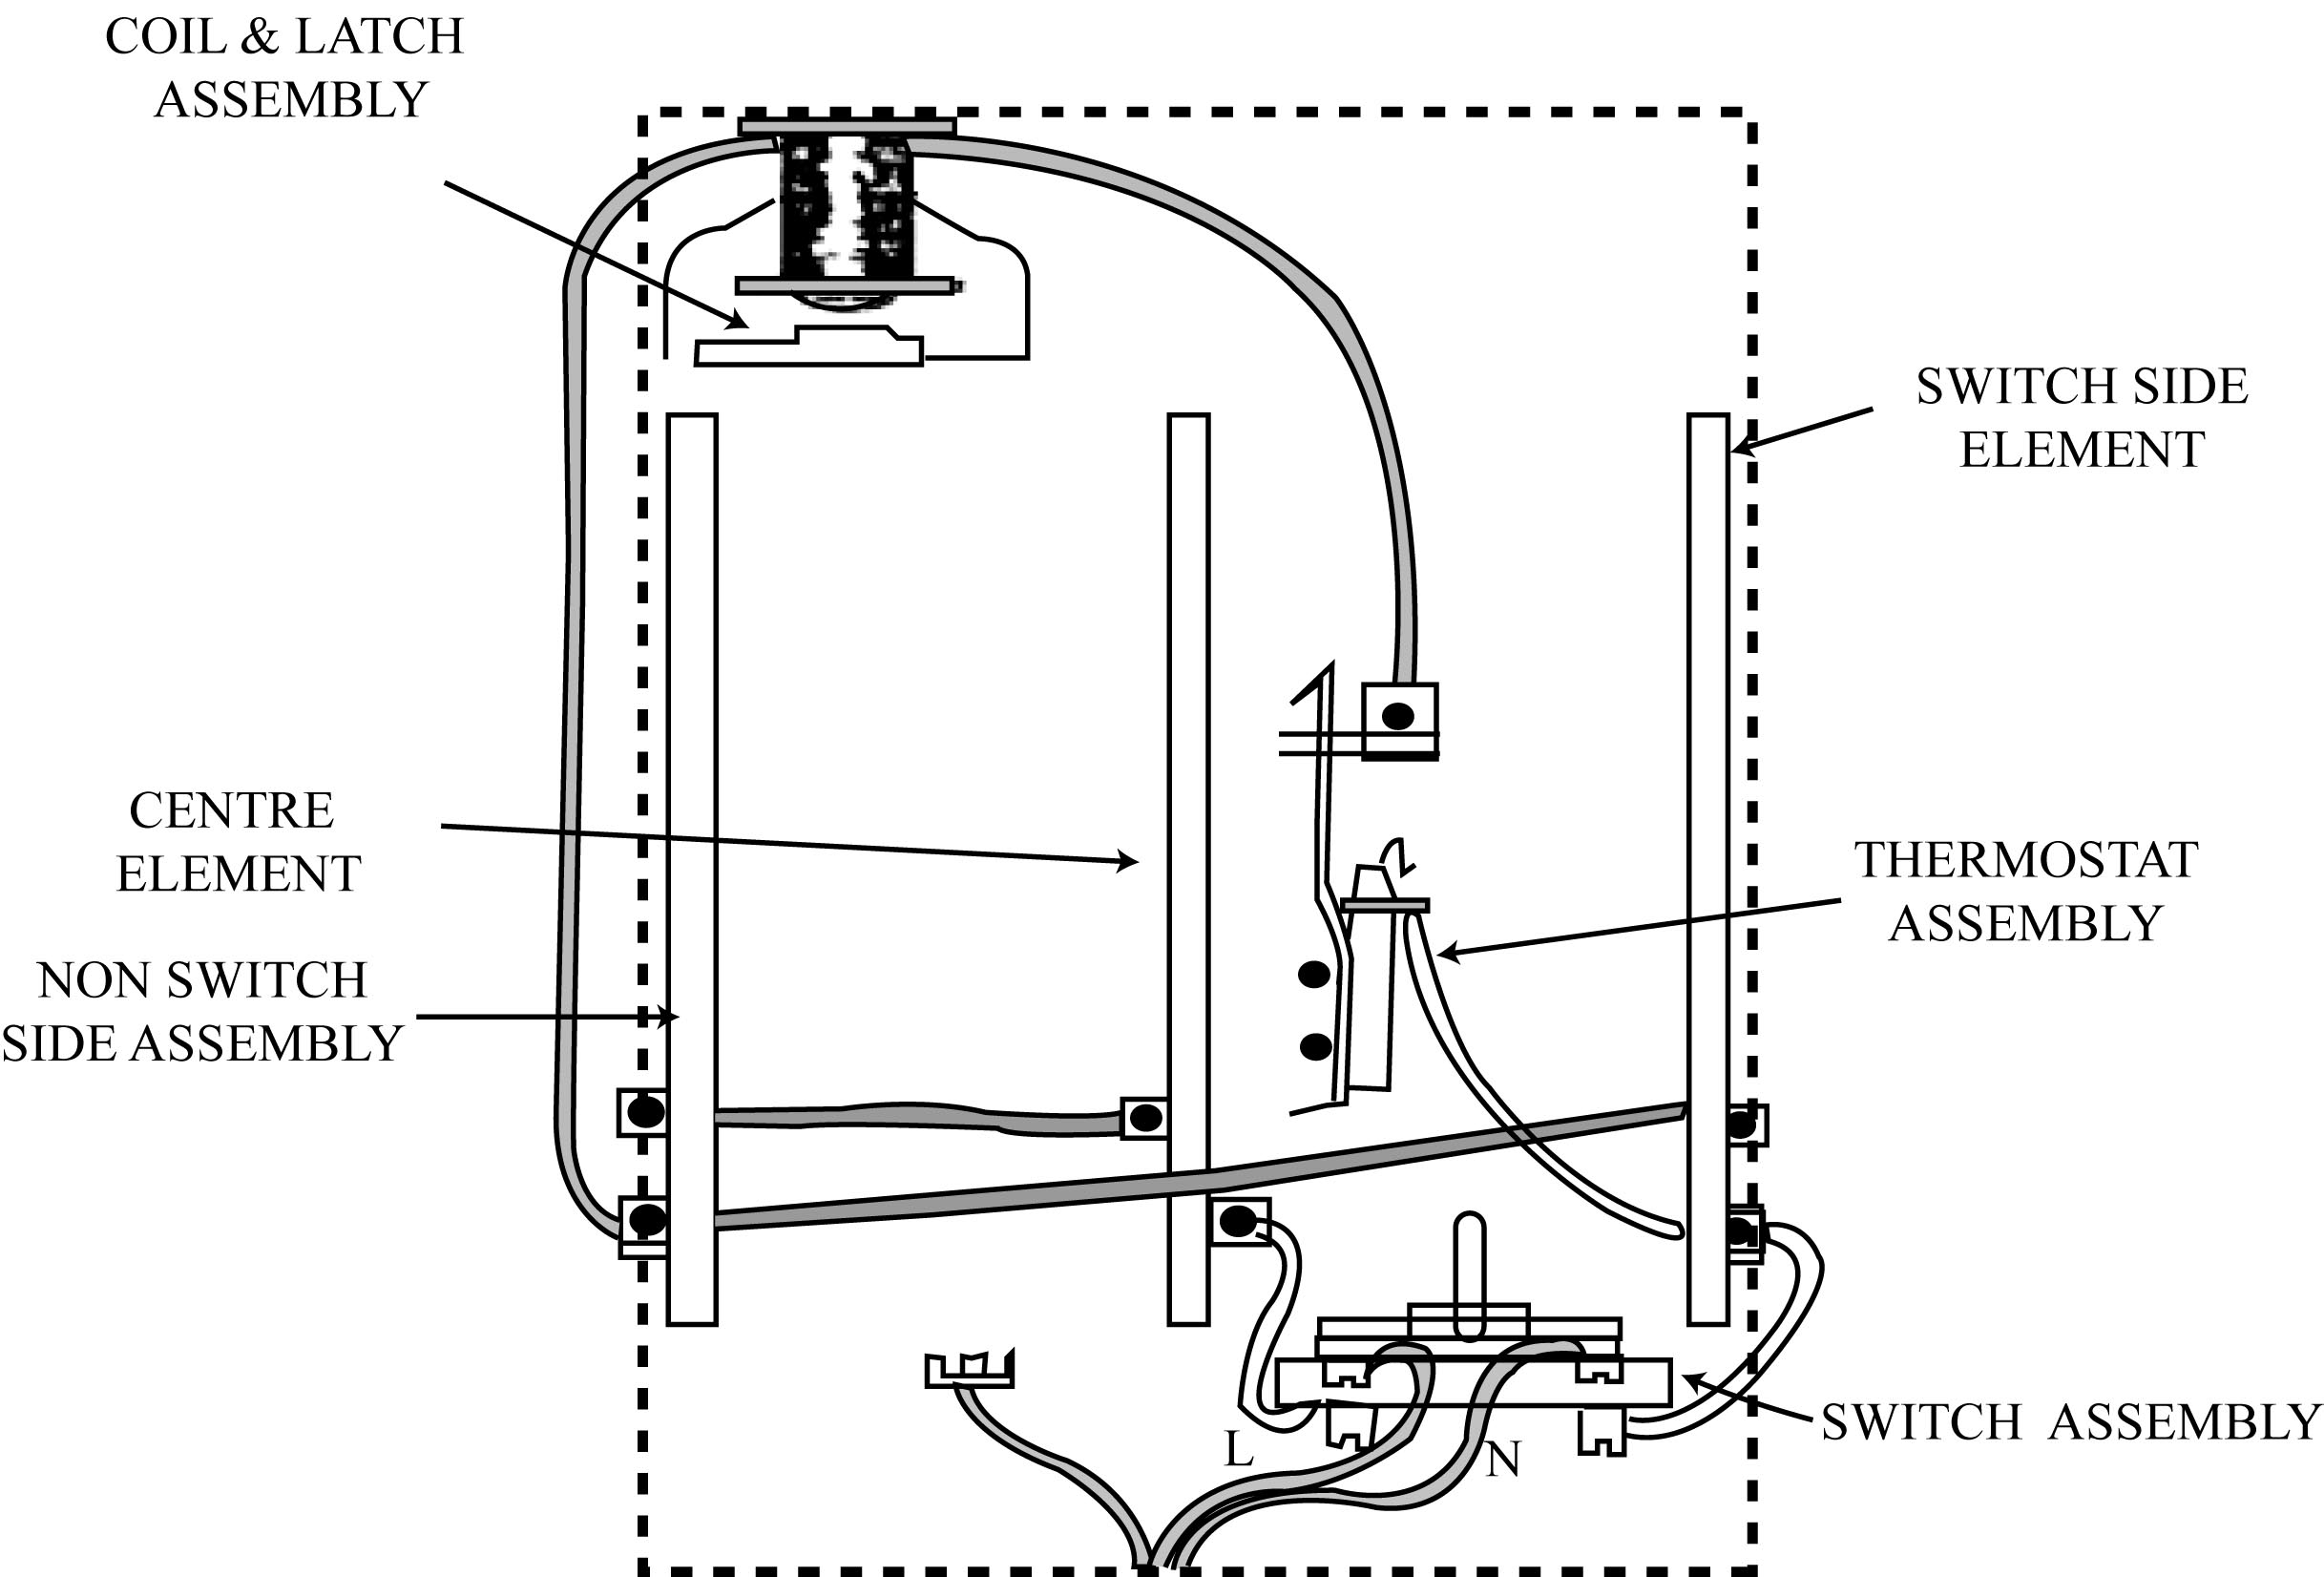 COIL & LATCH
ASSEMBLY
SWITCH SIDE
ELEMENT
CENTRE
ELEMENT
THERMOSTAT
ASSEMBLY
NON SWITCH
SIDE ASSEMBLY
SWITCH ASSEMBLY
L
N